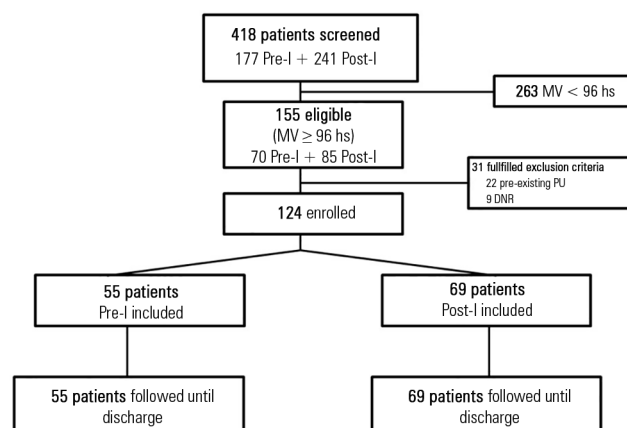 418 patients screened
177 Pre-I + 241 Post-I
263 MV < 96 hs
155 eligible
(MV ≥ 96 hs)
70 Pre-I + 85 Post-I
31 fullfilled exclusion criteria
22 pre-existing PU
9 DNR
124 enrolled
55 patients
Pre-I included
69 patients
Post-I included
55 patients followed until
discharge
69 patients followed until
discharge